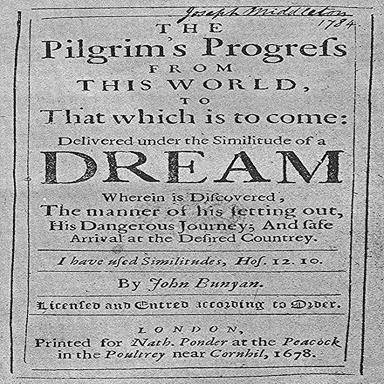 Joseph Middleton
1784
THE
Pilgrim's Progreſs
FROM
THIS WORLD,
TO
That which is to come:
Delivered under the Similitude of a
DREAM
Wherein is Diſcovered,
The manner of his ſetting out,
His Dangerous Journey; And ſafe
Arrival at the Deſired Countrey.
I have uſed Similitudes, Hoſ. 12. 10.
By John Bunyan.
Licenſed and Entred according to Order.
LONDON,
Printed for Nath. Ponder at the Peacock
in the Poultrey near Cornhil, 1678.